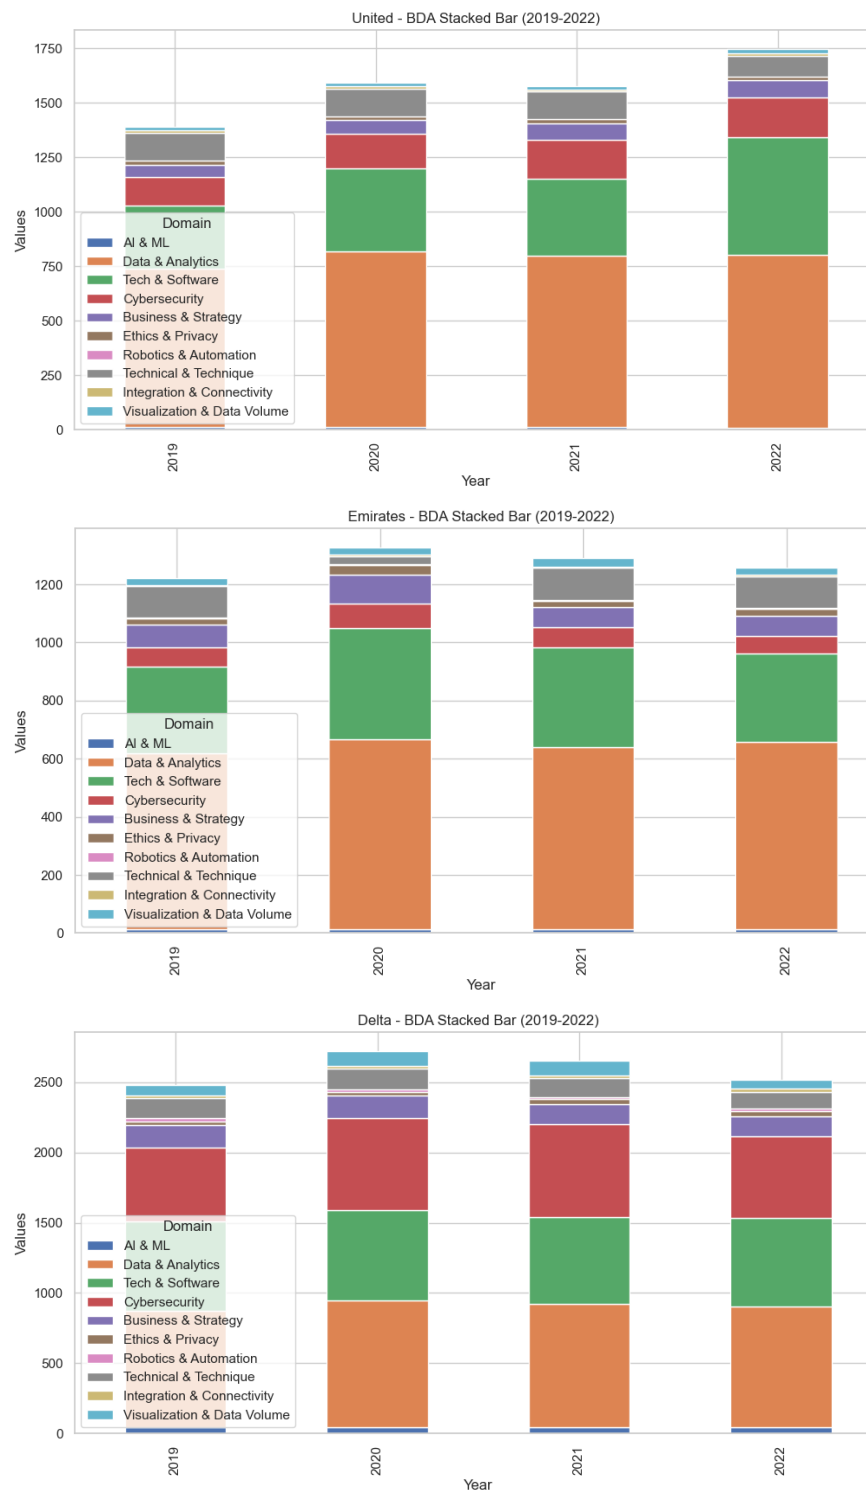 United - BDA Stacked Bar (2019-2022)
1750
1500
1250
1000
750
500
250
0
Values
Domain
AI & ML
Data & Analytics
Tech & Software
Cybersecurity
Business & Strategy
Ethics & Privacy
Robotics & Automation
Technical & Technique
Integration & Connectivity
Visualization & Data Volume
2019
2020
2021
2022
Year
Emirates - BDA Stacked Bar (2019-2022)
1200
1000
800
600
400
200
0
Values
Domain
AI & ML
Data & Analytics
Tech & Software
Cybersecurity
Business & Strategy
Ethics & Privacy
Robotics & Automation
Technical & Technique
Integration & Connectivity
Visualization & Data Volume
2019
2020
2021
2022
Year
Delta - BDA Stacked Bar (2019-2022)
2500
2000
1500
1000
500
0
Values
Domain
AI & ML
Data & Analytics
Tech & Software
Cybersecurity
Business & Strategy
Ethics & Privacy
Robotics & Automation
Technical & Technique
Integration & Connectivity
Visualization & Data Volume
2019
2020
2021
2022
Year